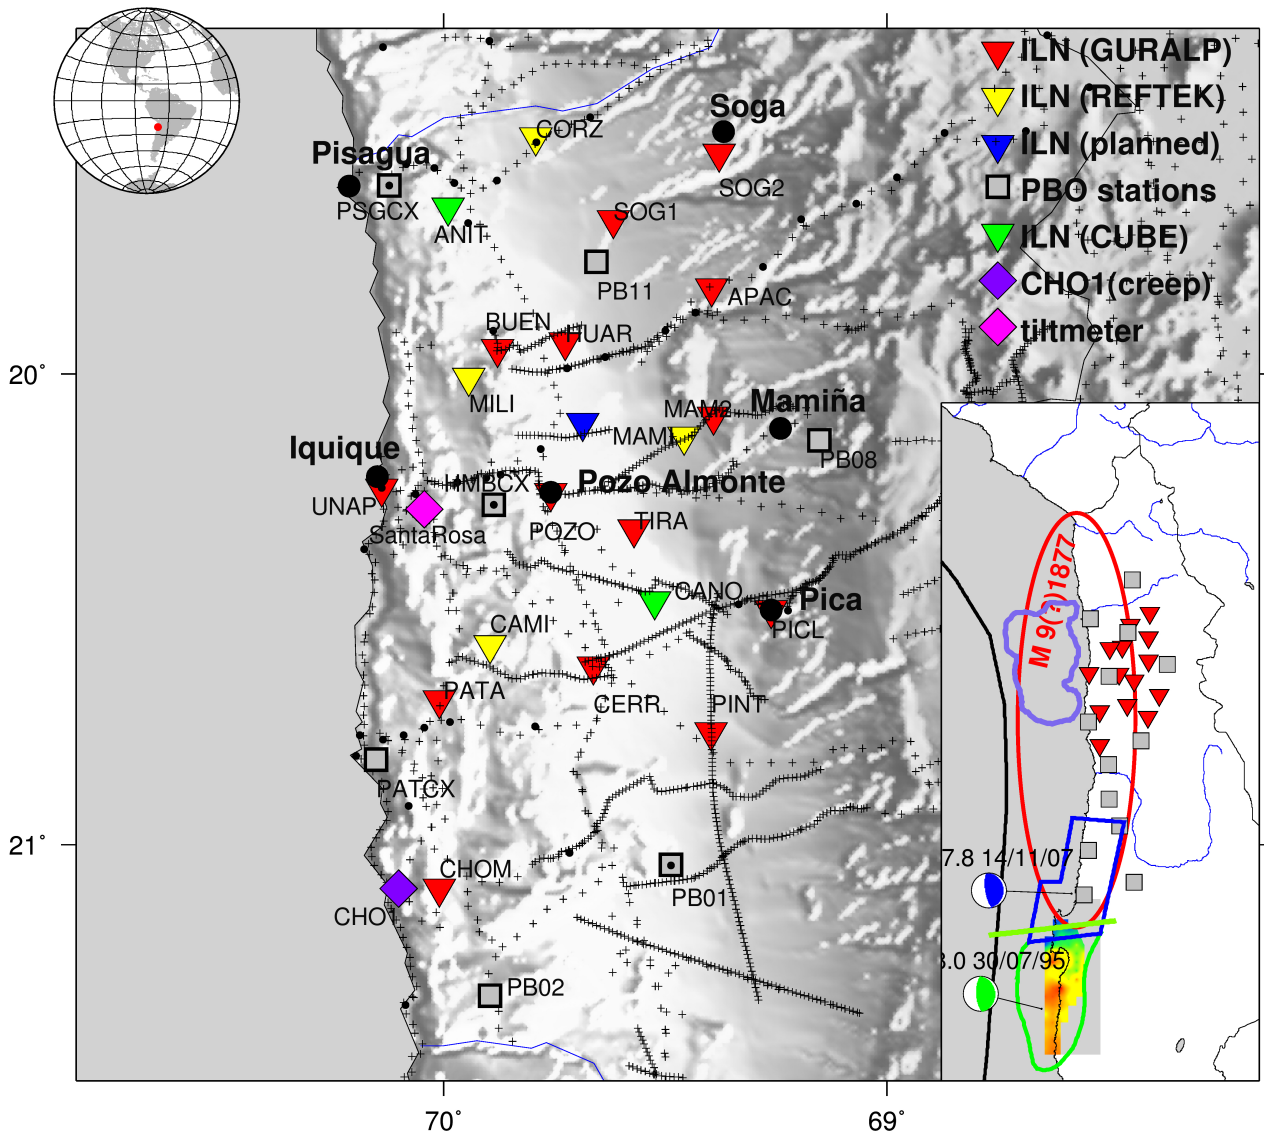 ILN (GURALP)
ILN (REFTEK)
ILN (planned)
PBO stations
ILN (CUBE)
CHO1(creep)
tiltmeter
Soga
CORZ
Pisagua
SOG2
PSGCX
SOG1
ANIT
PB11
APAC
BUEN
HUAR
20˚
MILI
Mamiña
MAM2
MAM1
PB08
Iquique
HMBCX
Pozo Almonte
UNAP
SantaRosa
POZO
TIRA
CANO
Pica
PICL
CAMI
PATA
CERR
PINT
PATCX
21˚
CHOM
PB01
CHO1
PB02
70˚
69˚
M 9(?)1877
7.8 14/11/07
8.0 30/07/95